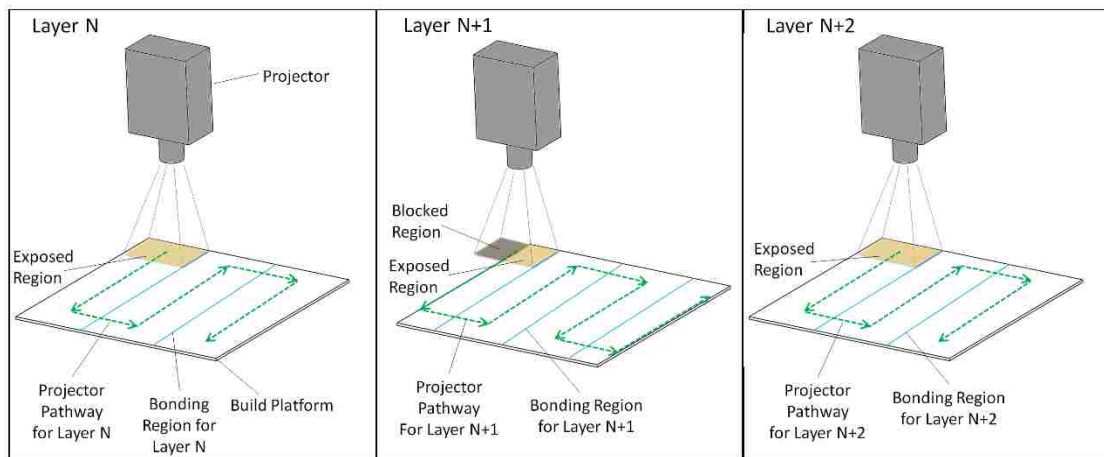 Layer N
Projector
Exposed
Region
Projector
Pathway
for Layer N
Bonding
Region for
Layer N
Build Platform
Layer N+1
Blocked
Region
Exposed
Region
Projector
Pathway
For Layer N+1
Bonding Region
for Layer N+1
Layer N+2
Exposed
Region
Projector
Pathway
for Layer N+2
Bonding Region
for Layer N+2